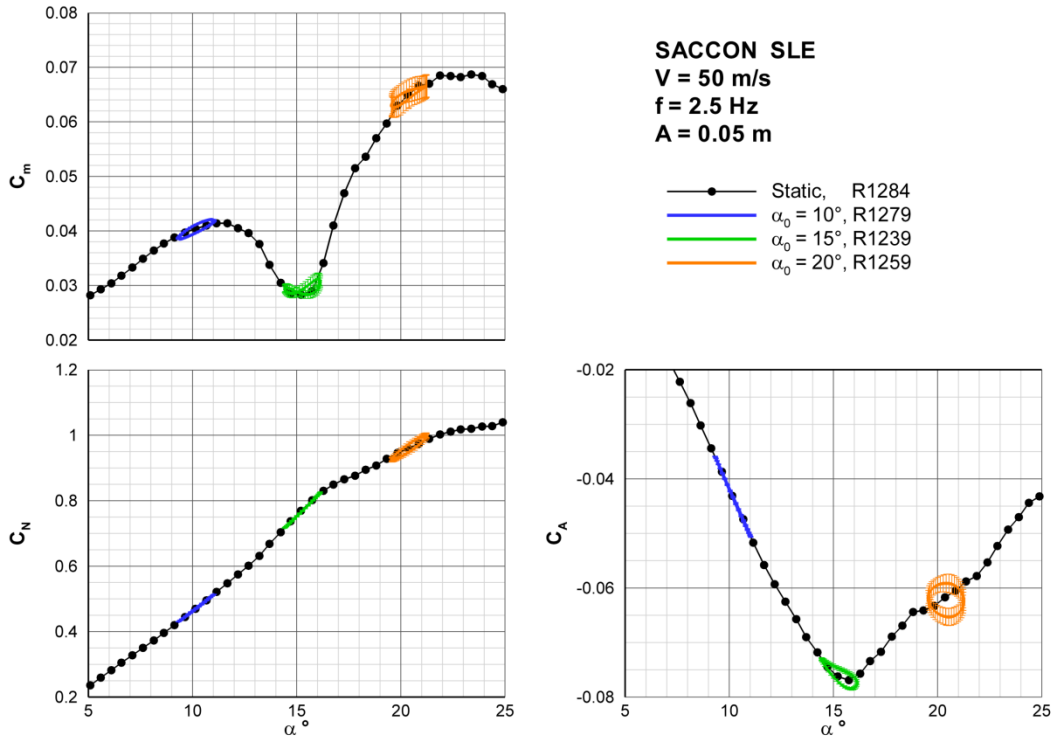 0.08
0.07
0.06
0.05
0.04
0.03
0.02
C_m
SACCON SLE
V = 50 m/s
f = 2.5 Hz
A = 0.05 m
Static, R1284
α₀ = 10°, R1279
α₀ = 15°, R1239
α₀ = 20°, R1259
1.2
1
0.8
0.6
0.4
0.2
C_N
5 10 15 20 25
α °
-0.02
-0.04
-0.06
-0.08
C_A
5 10 15 20 25
α °